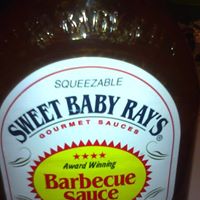 SQUEEZABLE
SWEET BABY RAY'S
GOURMET SAUCES
Award Winning
Barbecue
Sauce